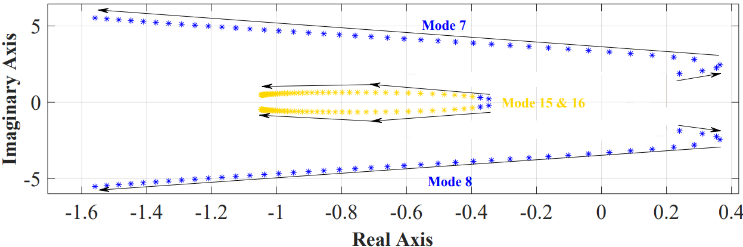 5
Mode 7
0
Mode 15 & 16
Mode 8
-5
-1.6 -1.4 -1.2 -1 -0.8 -0.6 -0.4 -0.2 0 0.2 0.4
Real Axis
Imaginary Axis